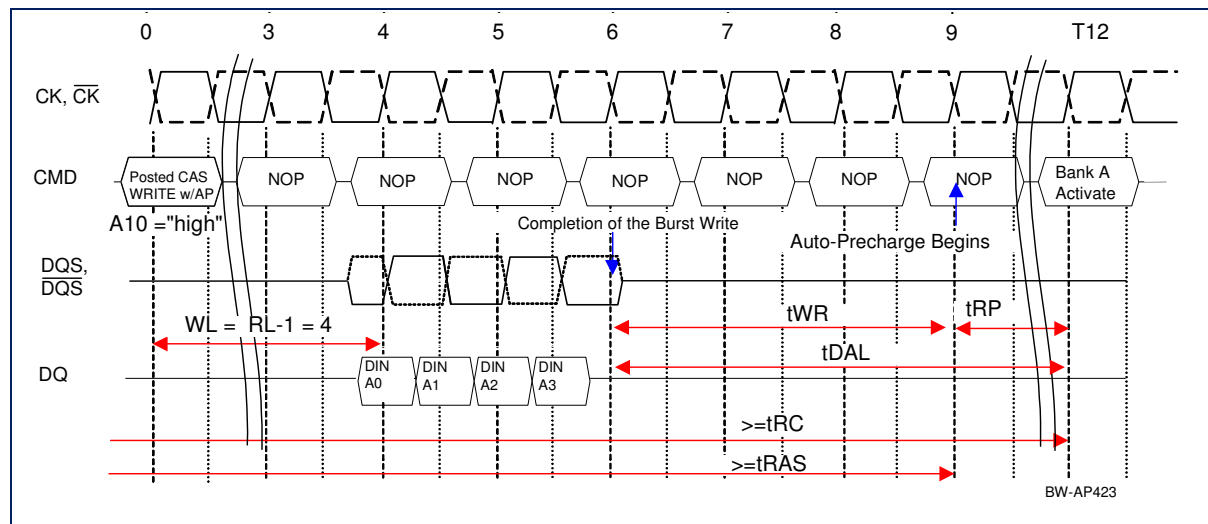 0 3 4 5 6 7 8 9 T12
CK, CK
CMD
Posted CAS
WRITE w/AP
NOP NOP NOP NOP NOP NOP NOP
Bank A
Activate
A10 ="high"
Completion of the Burst Write
Auto-Precharge Begins
DQS,
DQS
WL = RL-1 = 4
tWR
tRP
tDAL
DQ
DIN
A0
DIN
A1
DIN
A2
DIN
A3
>=tRC
>=tRAS
BW-AP423